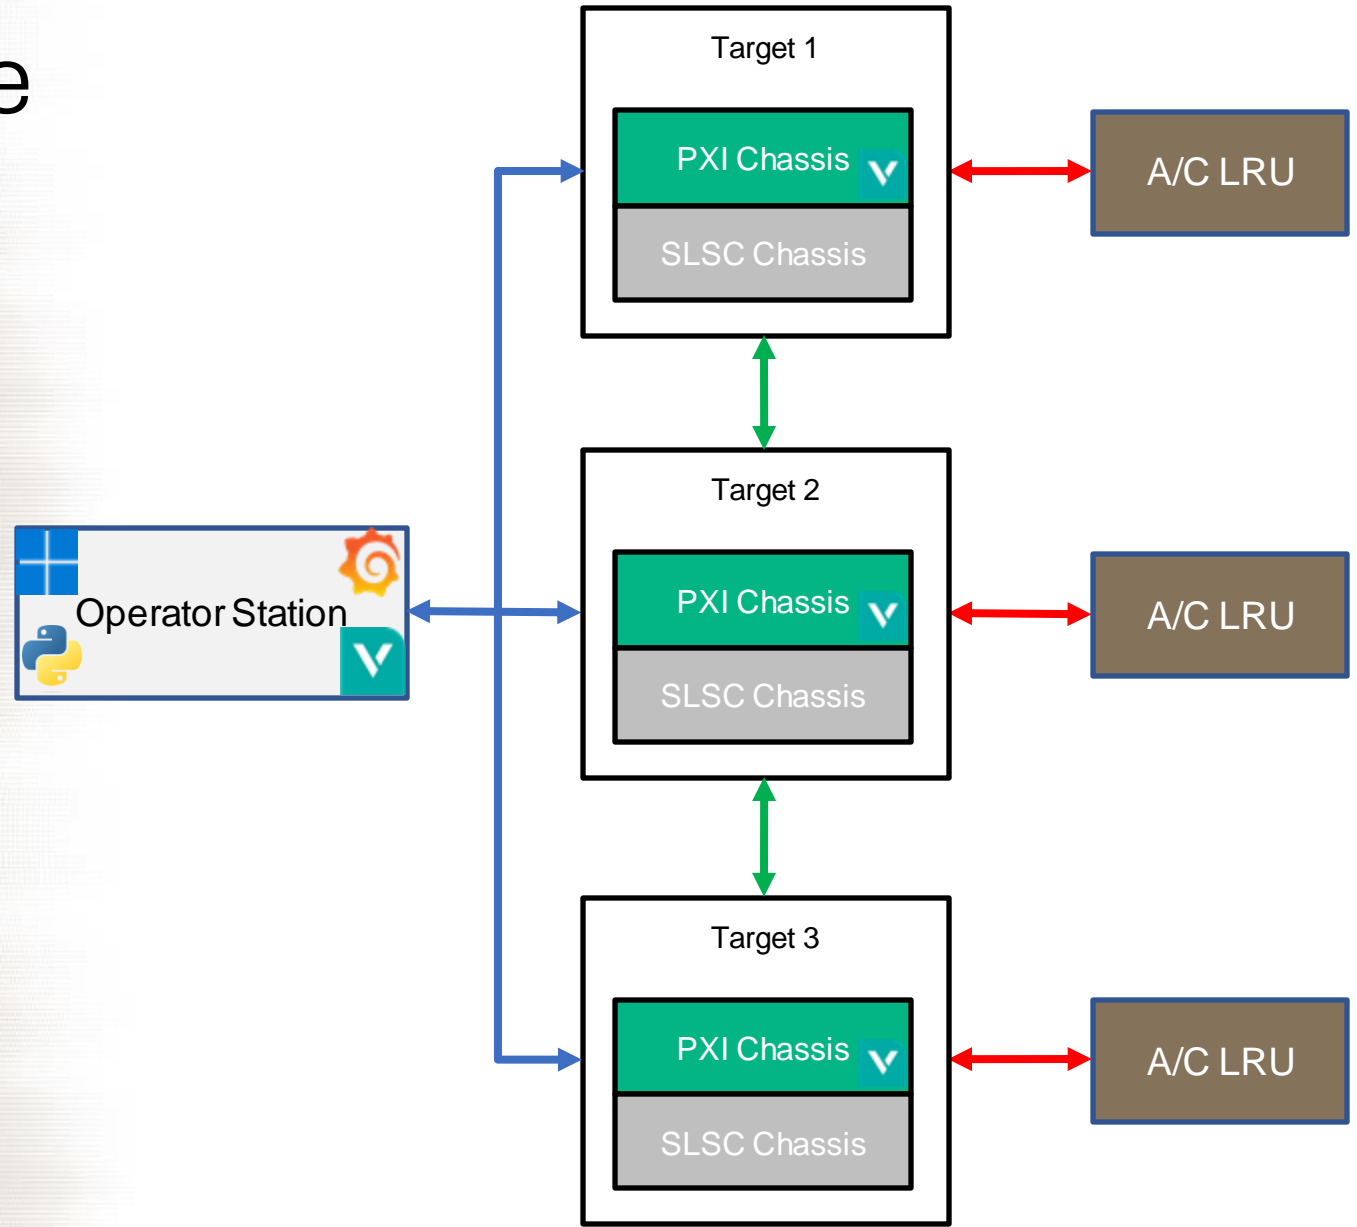 e
Target 1
PXI Chassis
SLSC Chassis
A/C LRU
Target 2
PXI Chassis
SLSC Chassis
A/C LRU
Operator Station
Target 3
PXI Chassis
SLSC Chassis
A/C LRU